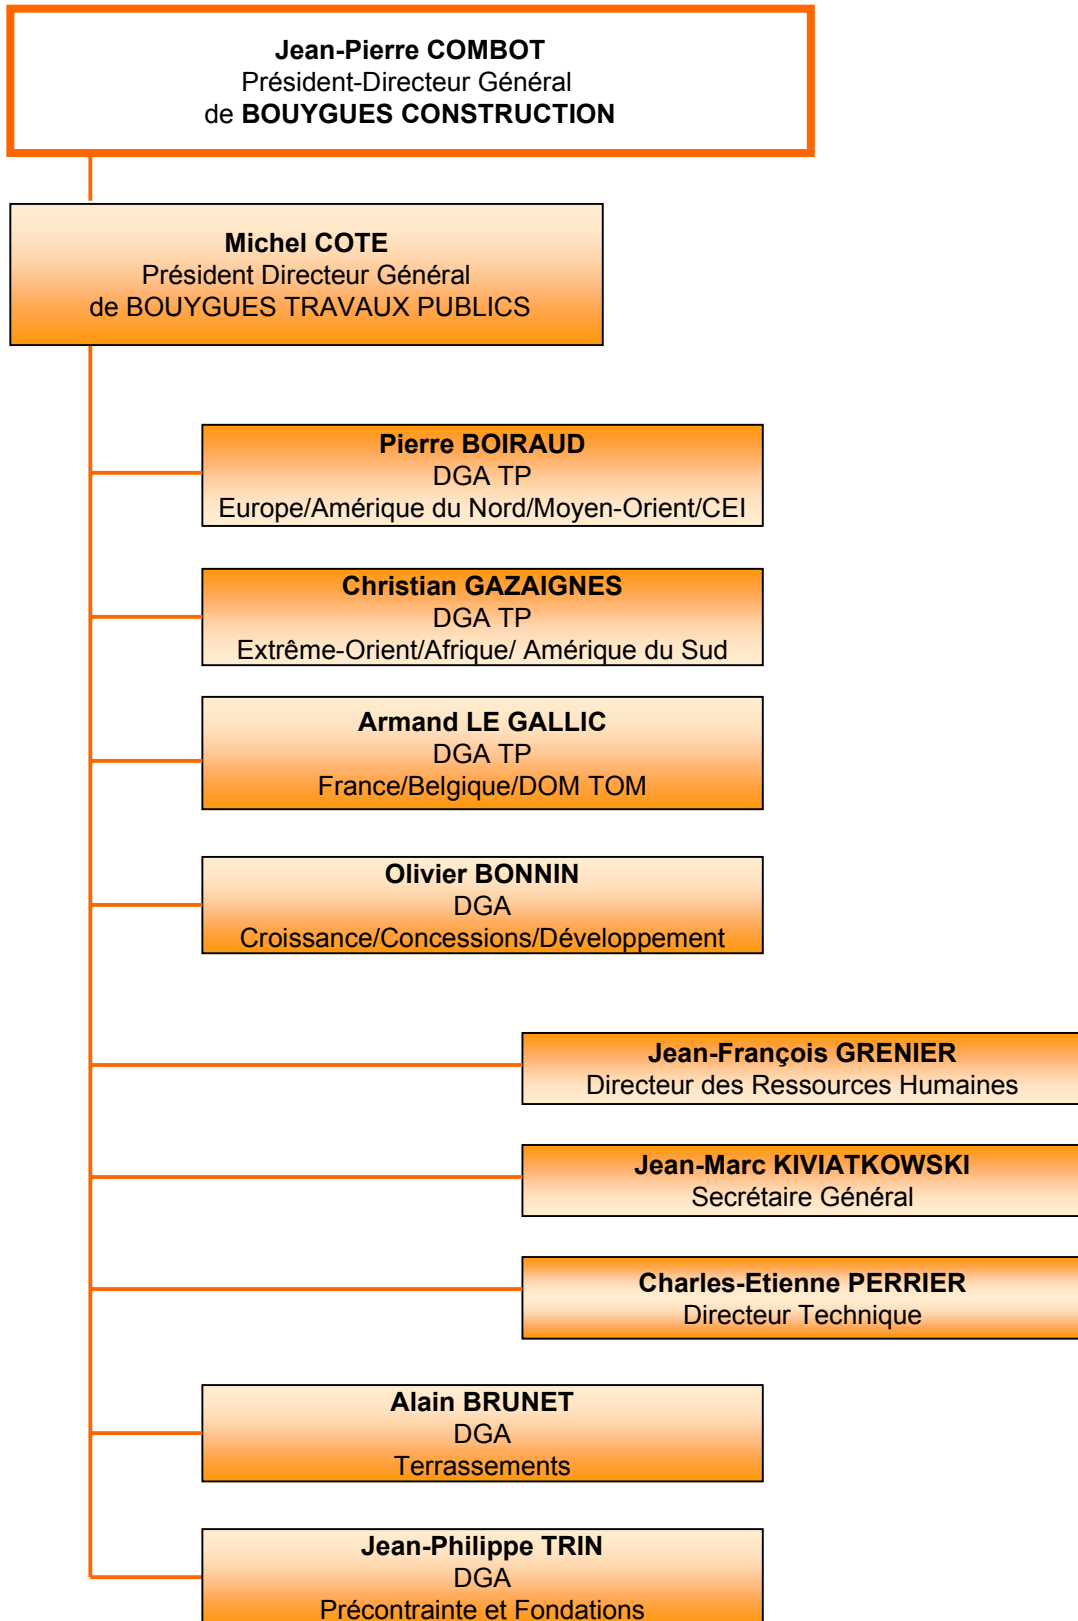 Jean-Pierre COMBOT
Président-Directeur Général
de BOUYGUES CONSTRUCTION
Michel COTE
Président Directeur Général
de BOUYGUES TRAVAUX PUBLICS
Pierre BOIRAUD
DGA TP
Europe/Amérique du Nord/Moyen-Orient/CEI
Christian GAZAIGNES
DGA TP
Extrême-Orient/Afrique/ Amérique du Sud
Armand LE GALLIC
DGA TP
France/Belgique/DOM TOM
Olivier BONNIN
DGA
Croissance/Concessions/Développement
Jean-François GRENIER
Directeur des Ressources Humaines
Jean-Marc KIVIATKOWSKI
Secrétaire Général
Charles-Etienne PERRIER
Directeur Technique
Alain BRUNET
DGA
Terrassements
Jean-Philippe TRIN
DGA
Précontrainte et Fondations